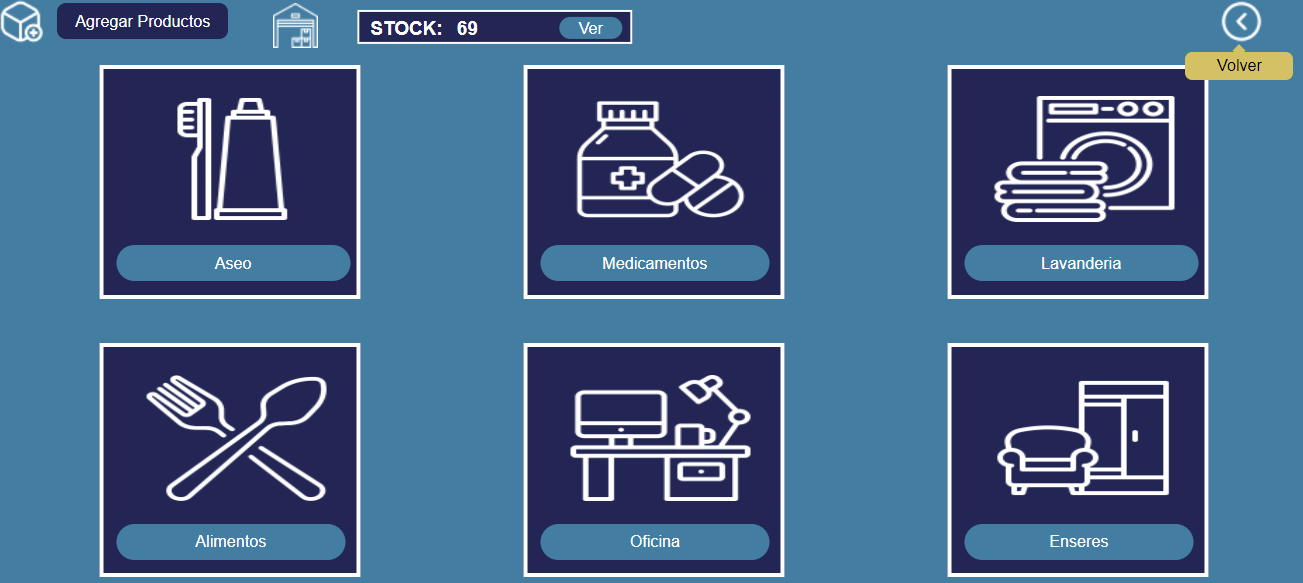 Agregar Productos
STOCK: 69
Ver
Volver
Aseo
Medicamentos
Lavanderia
Alimentos
Oficina
Enseres